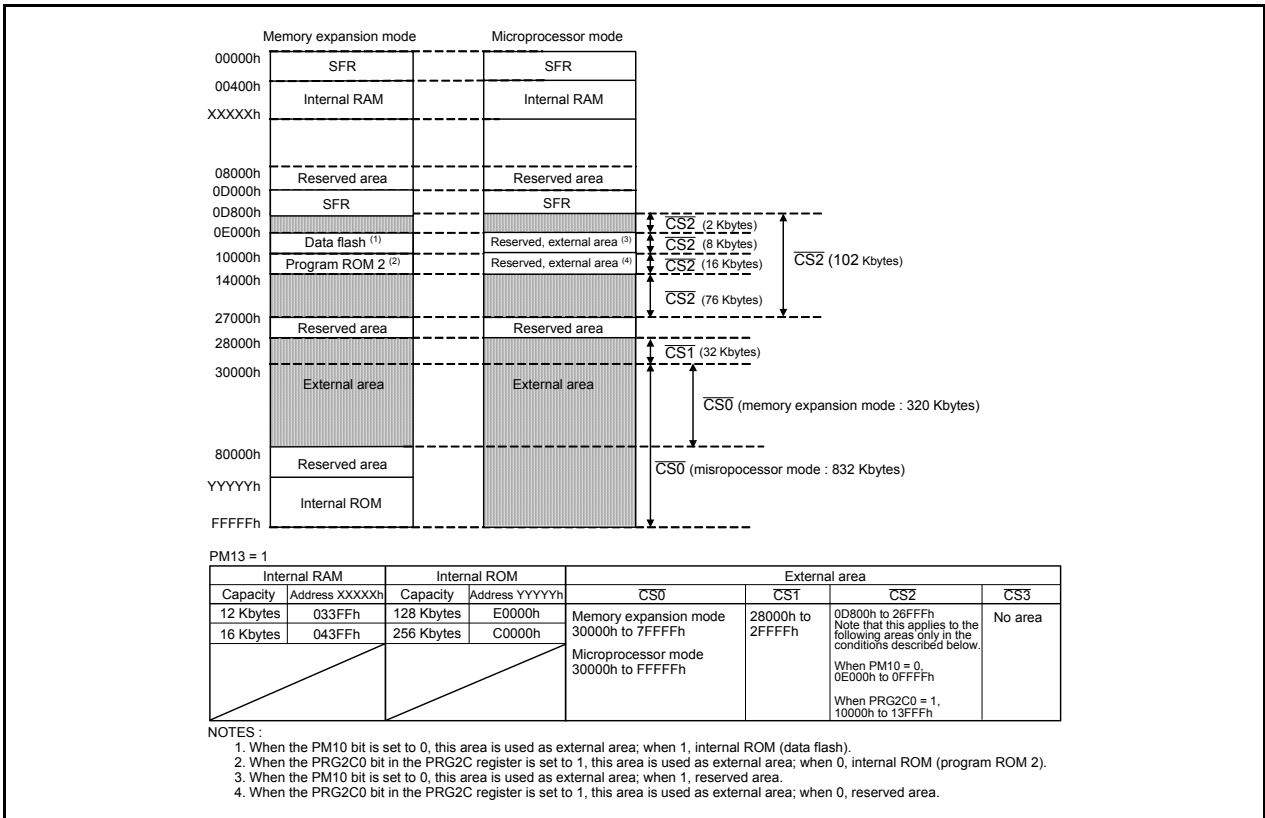 Memory expansion mode Microprocessor mode
00000h
SFR SFR
00400h
Internal RAM Internal RAM
XXXXXh
08000h
Reserved area Reserved area
0D000h
SFR SFR
0D800h
CS2 (2 Kbytes)
0E000h
Data flash (1) Reserved, external area (3) CS2 (8 Kbytes)
10000h
Program ROM 2 (2) Reserved, external area (4) CS2 (16 Kbytes)
CS2 (102 Kbytes)
14000h
CS2 (76 Kbytes)
27000h
Reserved area Reserved area
28000h
CS1 (32 Kbytes)
30000h
External area External area
CS0 (memory expansion mode : 320 Kbytes)
80000h
Reserved area
CS0 (misropocessor mode : 832 Kbytes)
YYYYYh
Internal ROM
FFFFFh
PM13 = 1
Internal RAM Internal ROM External area
Capacity Address XXXXXh Capacity Address YYYYYh CS0 CS1 CS2 CS3
12 Kbytes 033FFh 128 Kbytes E0000h
16 Kbytes 043FFh 256 Kbytes C0000h
Memory expansion mode
30000h to 7FFFFh
Microprocessor mode
30000h to FFFFFh
28000h to
2FFFFh
0D800h to 26FFFh
Note that this applies to the
following areas only in the
conditions described below.
When PM10 = 0,
0E000h to 0FFFFh
When PRG2C0 = 1,
10000h to 13FFFh
No area
NOTES :
1. When the PM10 bit is set to 0, this area is used as external area; when 1, internal ROM (data flash).
2. When the PRG2C0 bit in the PRG2C register is set to 1, this area is used as external area; when 0, internal ROM (program ROM 2).
3. When the PM10 bit is set to 0, this area is used as external area; when 1, reserved area.
4. When the PRG2C0 bit in the PRG2C register is set to 1, this area is used as external area; when 0, reserved area.